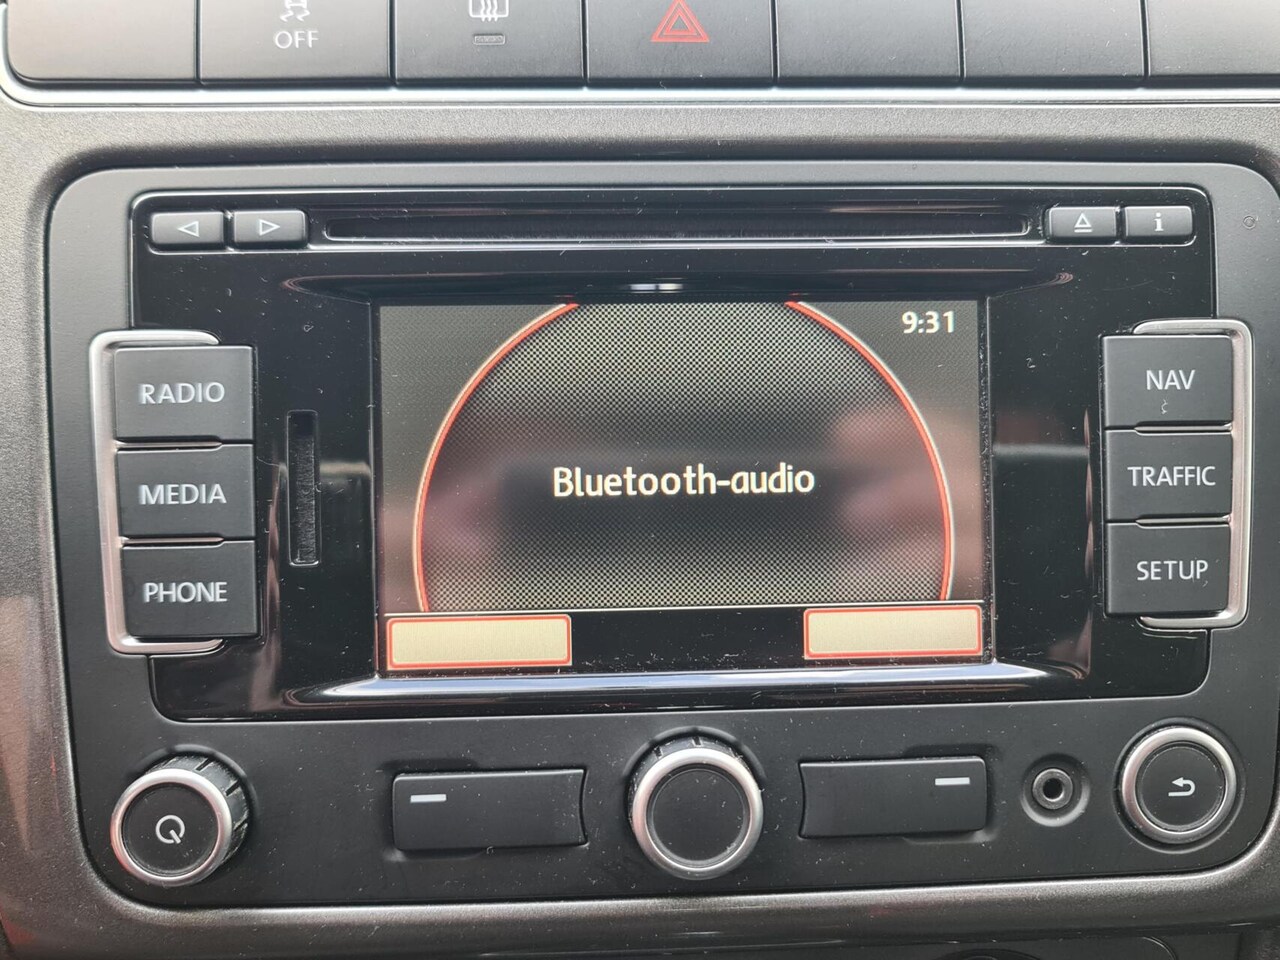 OFF
i
9:31
RADIO
NAV
MEDIA
Bluetooth-audio
TRAFFIC
PHONE
SETUP